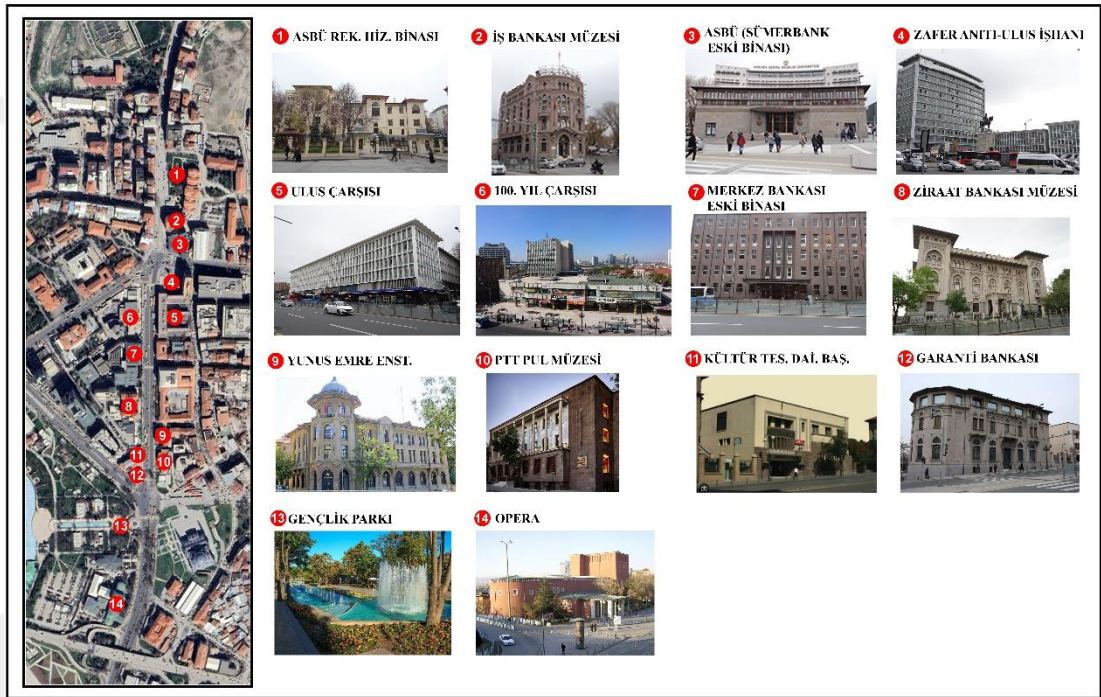 1 ASBÜ REK. HİZ. BİNASI
2 İŞ BANKASI MÜZESİ
3 ASBÜ (SÜMERBANK
ESKİ BİNASI)
4 ZAFER ANITI-ULUS İŞHANI
5 ULUS ÇARŞISI
6 100. YIL ÇARŞISI
7 MERKEZ BANKASI
ESKİ BİNASI
8 ZİRAAT BANKASI MÜZESİ
9 YUNUS EMRE ENST.
10 PTT PUL MÜZESİ
11 KÜLTÜR TES. DAİ. BAŞ.
12 GARANTİ BANKASI
13 GENÇLİK PARKI
14 OPERA
1
2
3
4
5
6
7
8
9
10
11
12
13
14